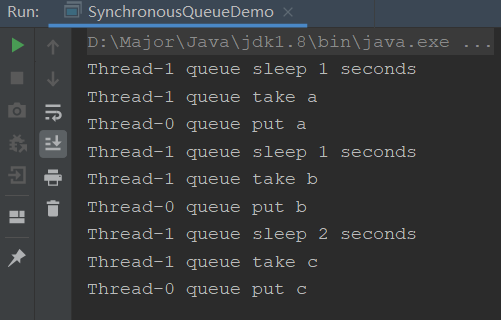 Run: SynchronousQueueDemo
D:\Major\Java\jdk1.8\bin\java.exe ...
Thread-1 queue sleep 1 seconds
Thread-1 queue take a
Thread-0 queue put a
Thread-1 queue sleep 1 seconds
Thread-1 queue take b
Thread-0 queue put b
Thread-1 queue sleep 2 seconds
Thread-1 queue take c
Thread-0 queue put c